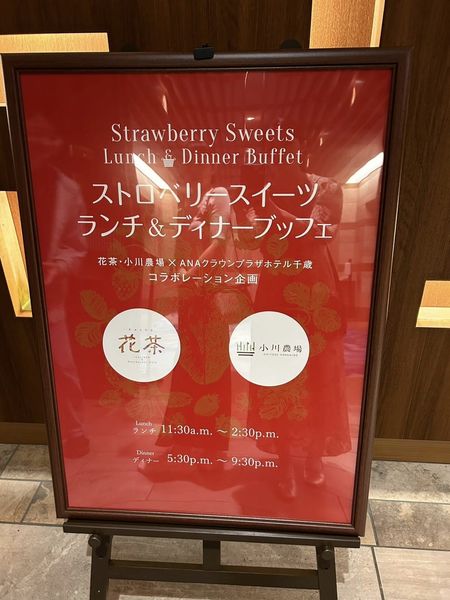 Strawberry Sweets
Lunch & Dinner Buffet
ストロベリースイーツ
ランチ＆ディナーブッフェ
花茶・小川農場×ANAクラウンプラザホテル千歳
コラボレーション企画
花茶
小川農場
Lunch
ランチ 11:30a.m. ～ 2:30p.m.
Dinner
ディナー 5:30p.m. ～ 9:30p.m.